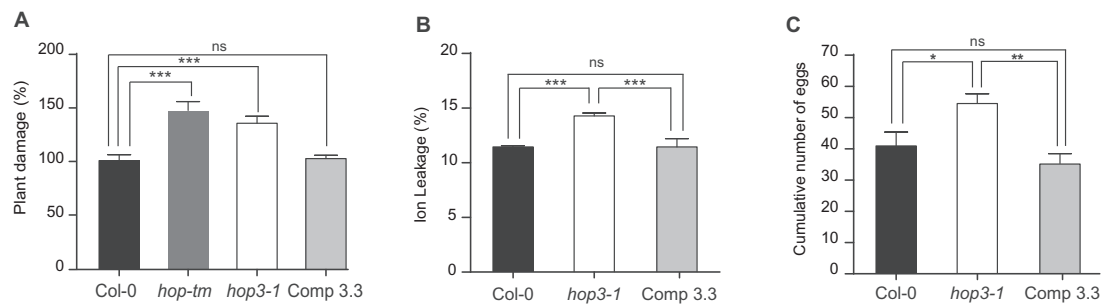 A
Plant damage (%)
200
150
100
50
0
ns
***
***
Col-0 hop-tm hop3-1 Comp 3.3
B
Ion Leakage (%)
20
15
10
5
0
ns
*** ***
Col-0 hop3-1 Comp 3.3
C
Cumulative number of eggs
70
60
50
40
30
20
10
0
ns
* **
Col-0 hop3-1 Comp 3.3